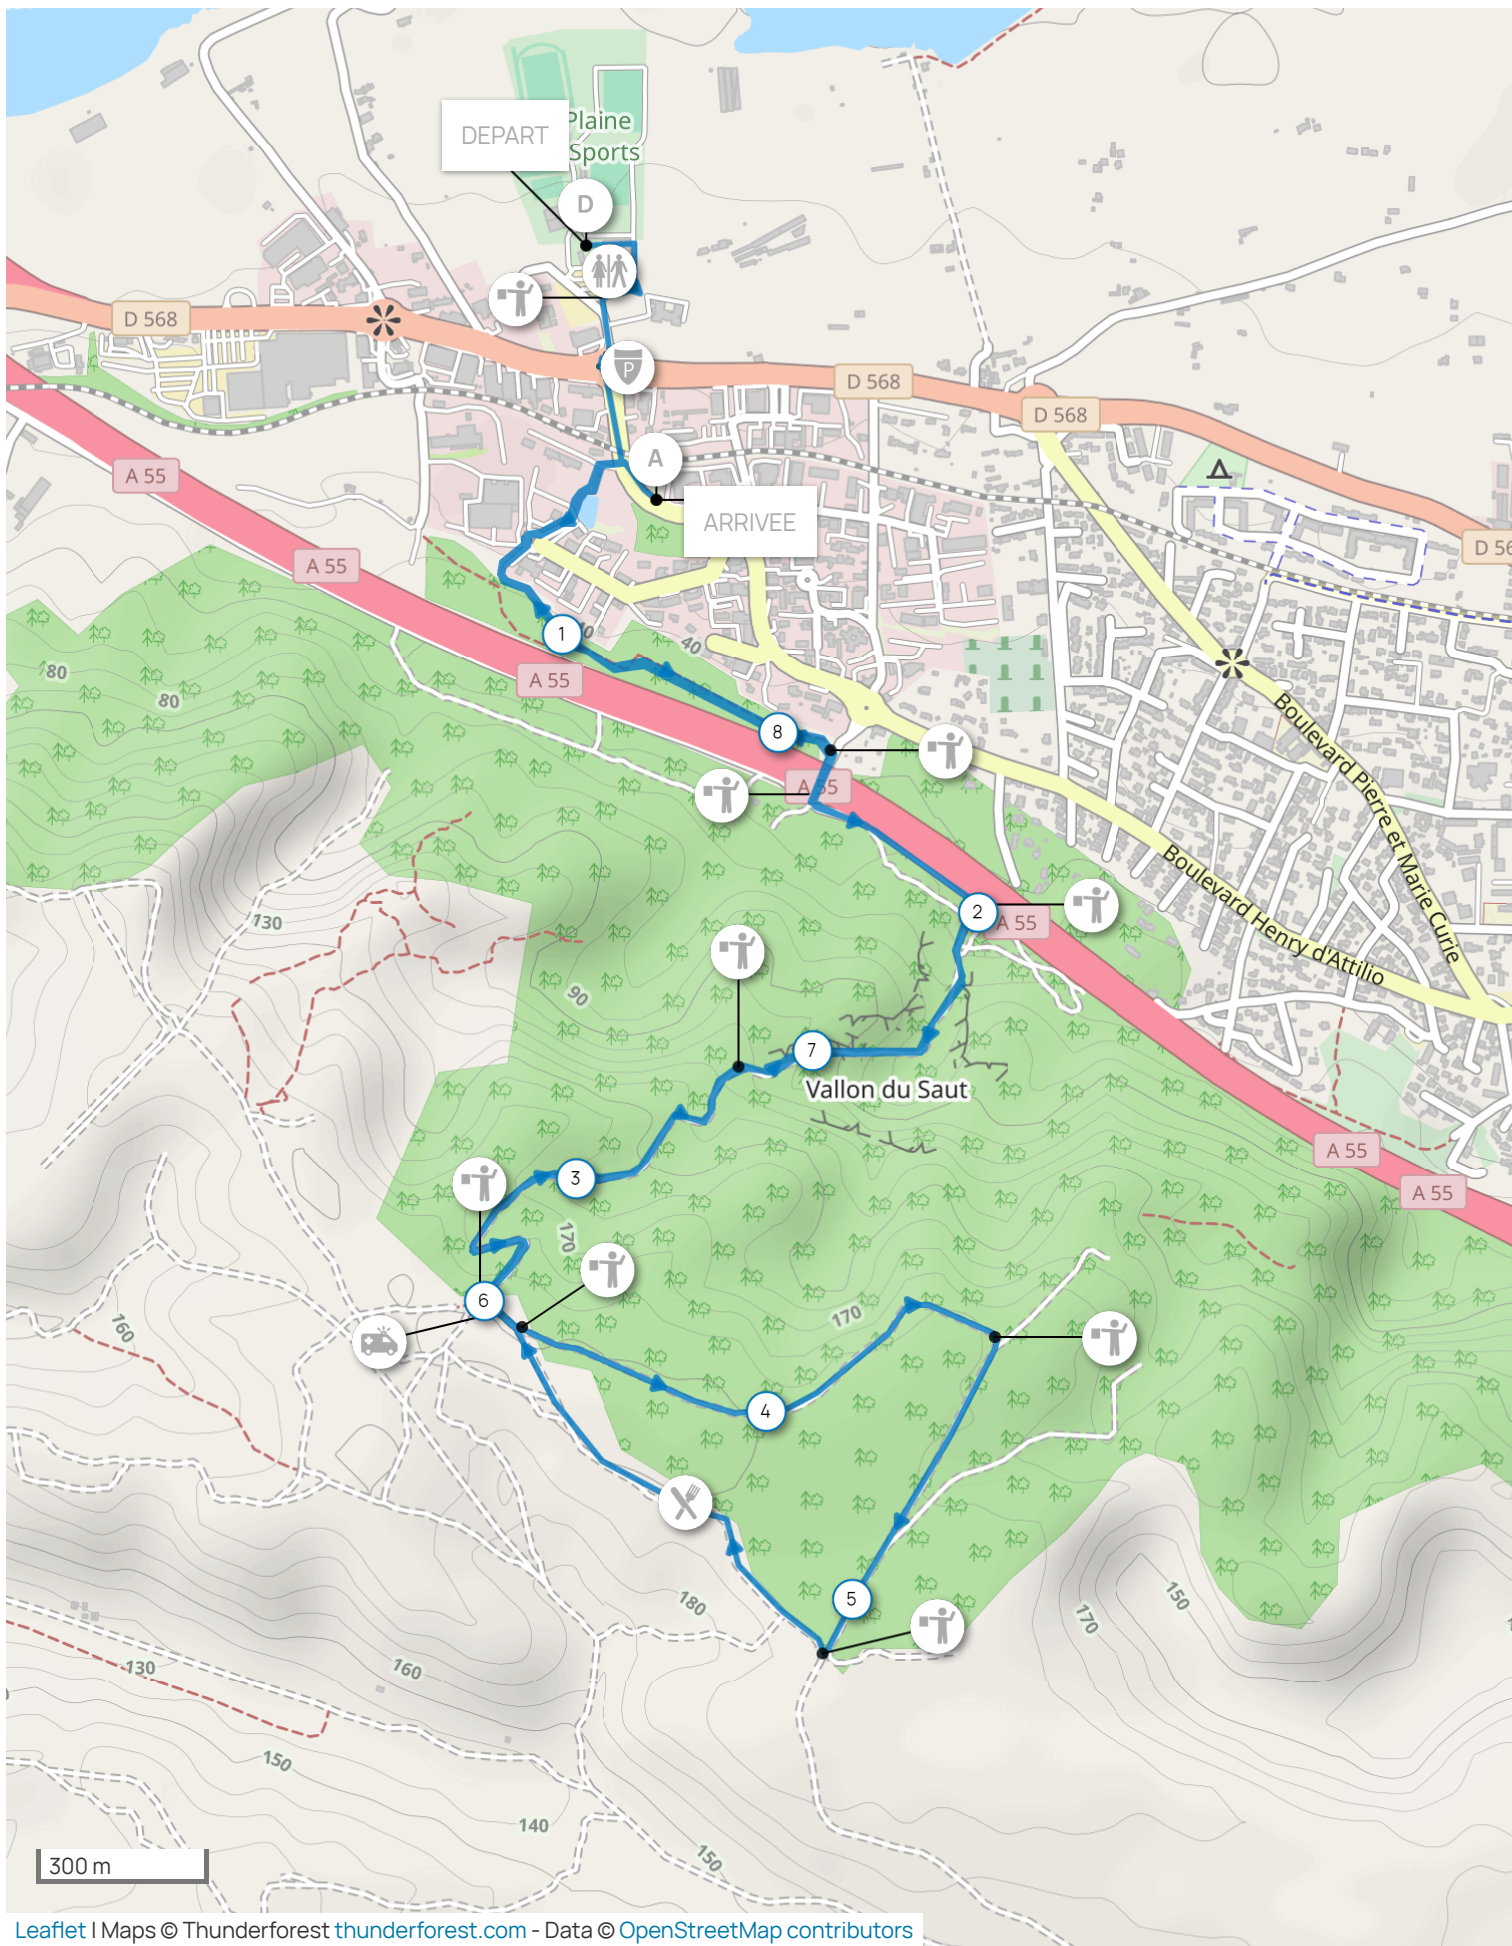 Plaine
Sports
DEPART
D
D 568
P
D 568
D 568
A
A 55
ARRIVEE
D 56
A 55
1
40
80
A 55
80
8
Boulevard Pierre et Marie Curie
A 55
Boulevard Henry d'Attilio
130
2
A 55
90
7
Vallon du Saut
A 55
3
A 55
170
6
170
160
4
5
180
150
170
130
160
150
140
150
300 m
Leaflet | Maps © Thunderforest thunderforest.com - Data © OpenStreetMap contributors